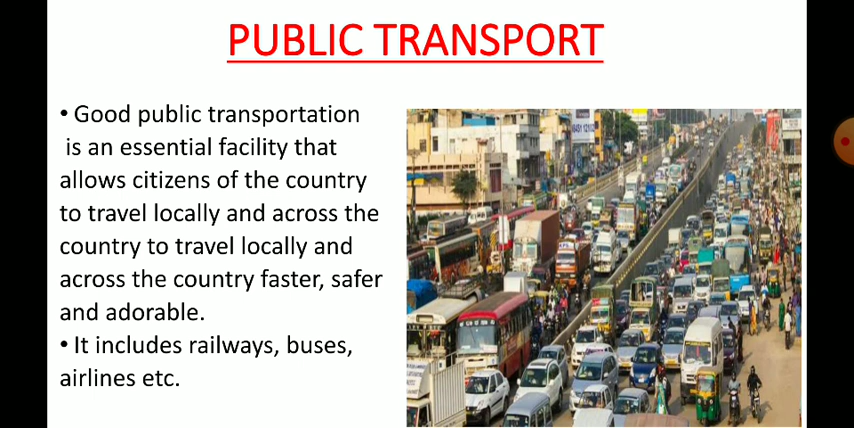 PUBLIC TRANSPORT
• Good public transportation
is an essential facility that
allows citizens of the country
to travel locally and across the
country to travel locally and
across the country faster, safer
and adorable.
• It includes railways, buses,
airlines etc.